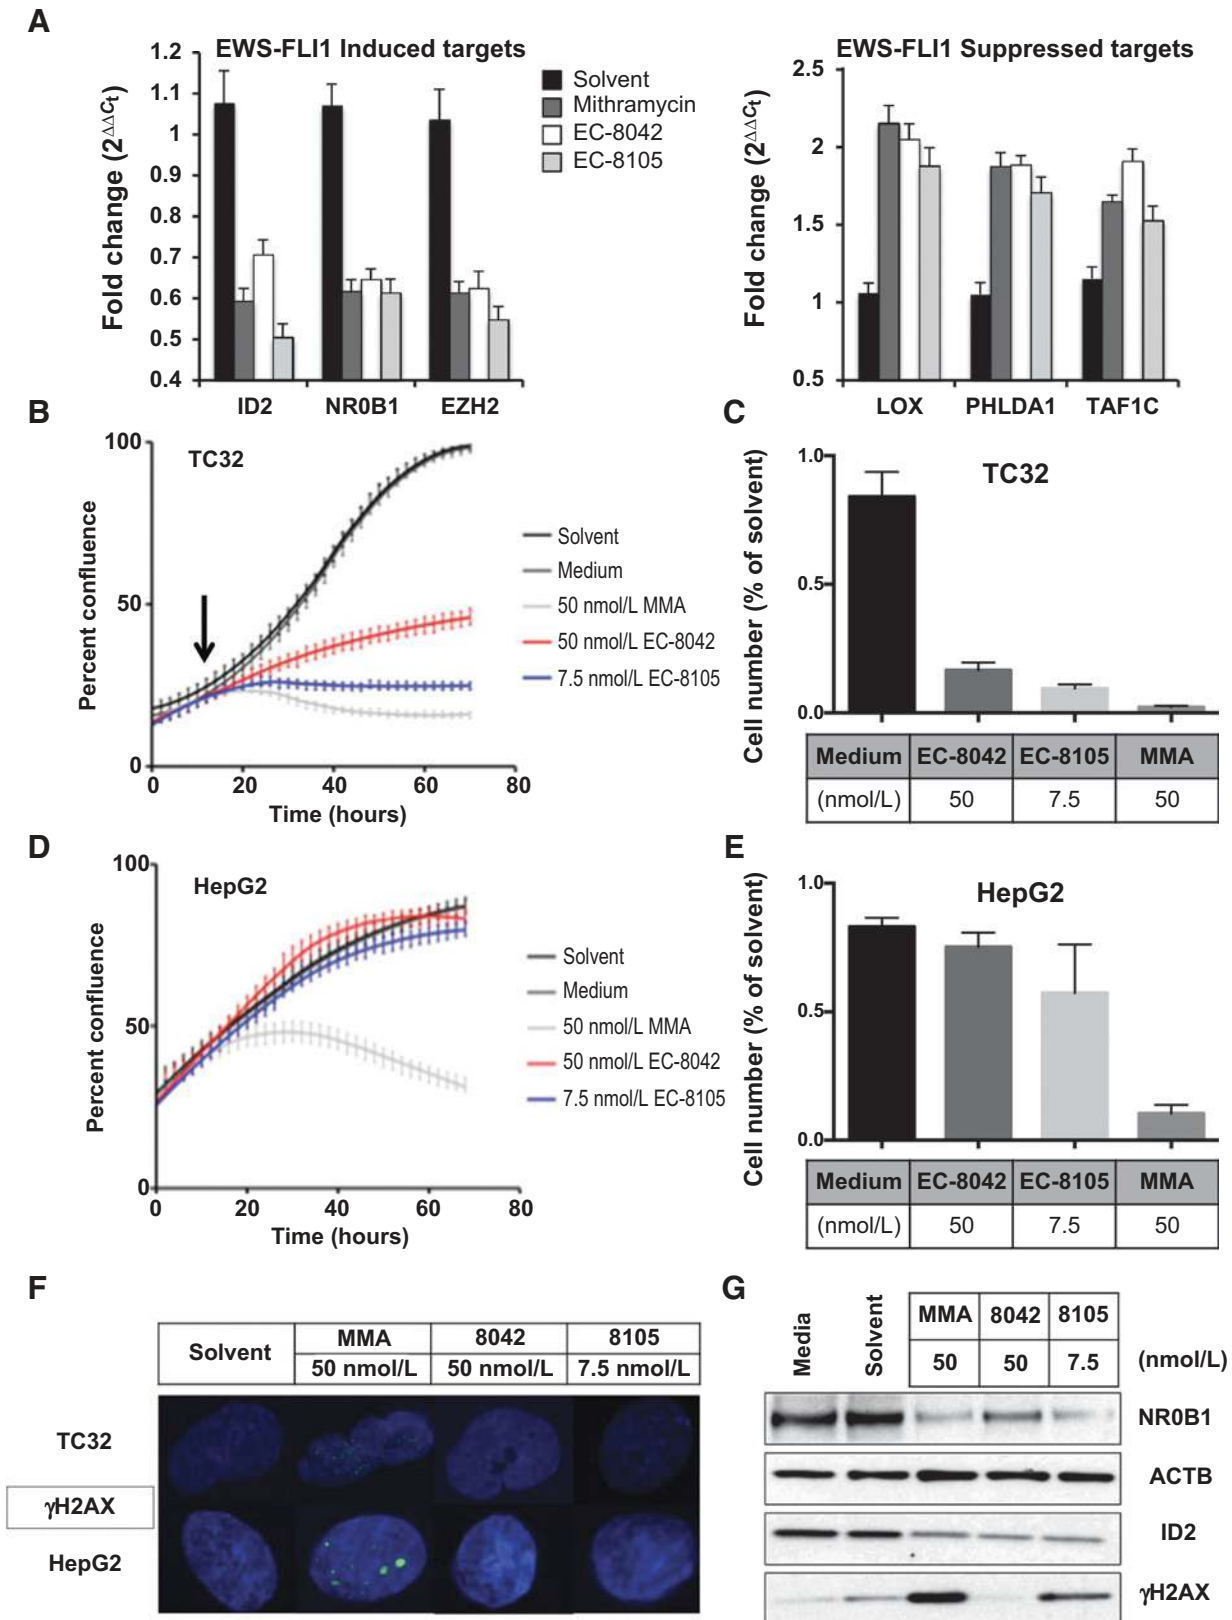 A
EWS-FLI1 Induced targets
Fold change (2^ΔΔCt)
1.2
1.1
1
0.9
0.8
0.7
0.6
0.5
0.4
ID2 NR0B1 EZH2
Solvent
Mithramycin
EC-8042
EC-8105
EWS-FLI1 Suppressed targets
Fold change (2^ΔΔCt)
2.5
2
1.5
1
0.5
LOX PHLDA1 TAF1C
B
TC32
Percent confluence
100
50
0
0 20 40 60 80
Time (hours)
Solvent
Medium
50 nmol/L MMA
50 nmol/L EC-8042
7.5 nmol/L EC-8105
C
TC32
Cell number (% of solvent)
1.0
0.5
0.0
Medium EC-8042 EC-8105 MMA
(nmol/L) 50 7.5 50
D
HepG2
Percent confluence
100
50
0
0 20 40 60 80
Time (hours)
Solvent
Medium
50 nmol/L MMA
50 nmol/L EC-8042
7.5 nmol/L EC-8105
E
HepG2
Cell number (% of solvent)
1.0
0.5
0.0
Medium EC-8042 EC-8105 MMA
(nmol/L) 50 7.5 50
F
Solvent MMA 8042 8105
50 nmol/L 50 nmol/L 7.5 nmol/L
TC32
γH2AX
HepG2
G
Media Solvent MMA 8042 8105
50 50 7.5 (nmol/L)
NR0B1
ACTB
ID2
γH2AX